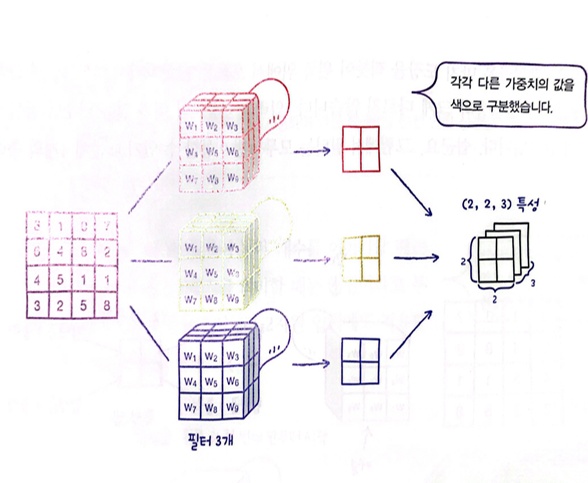 각각 다른 가중치의 값을
색으로 구분했습니다.
W₁ W₂ W₃
W₄ W₅ W₆
W₇ W₈ W₉
3 1 0 7
6 4 8 2
4 5 1 1
3 2 5 8
W₁ W₂ W₃
W₄ W₅ W₆
W₇ W₈ W₉
(2, 2, 3) 특성
2
3
2
W₁ W₂ W₃
W₄ W₅ W₆
W₇ W₈ W₉
필터 3개